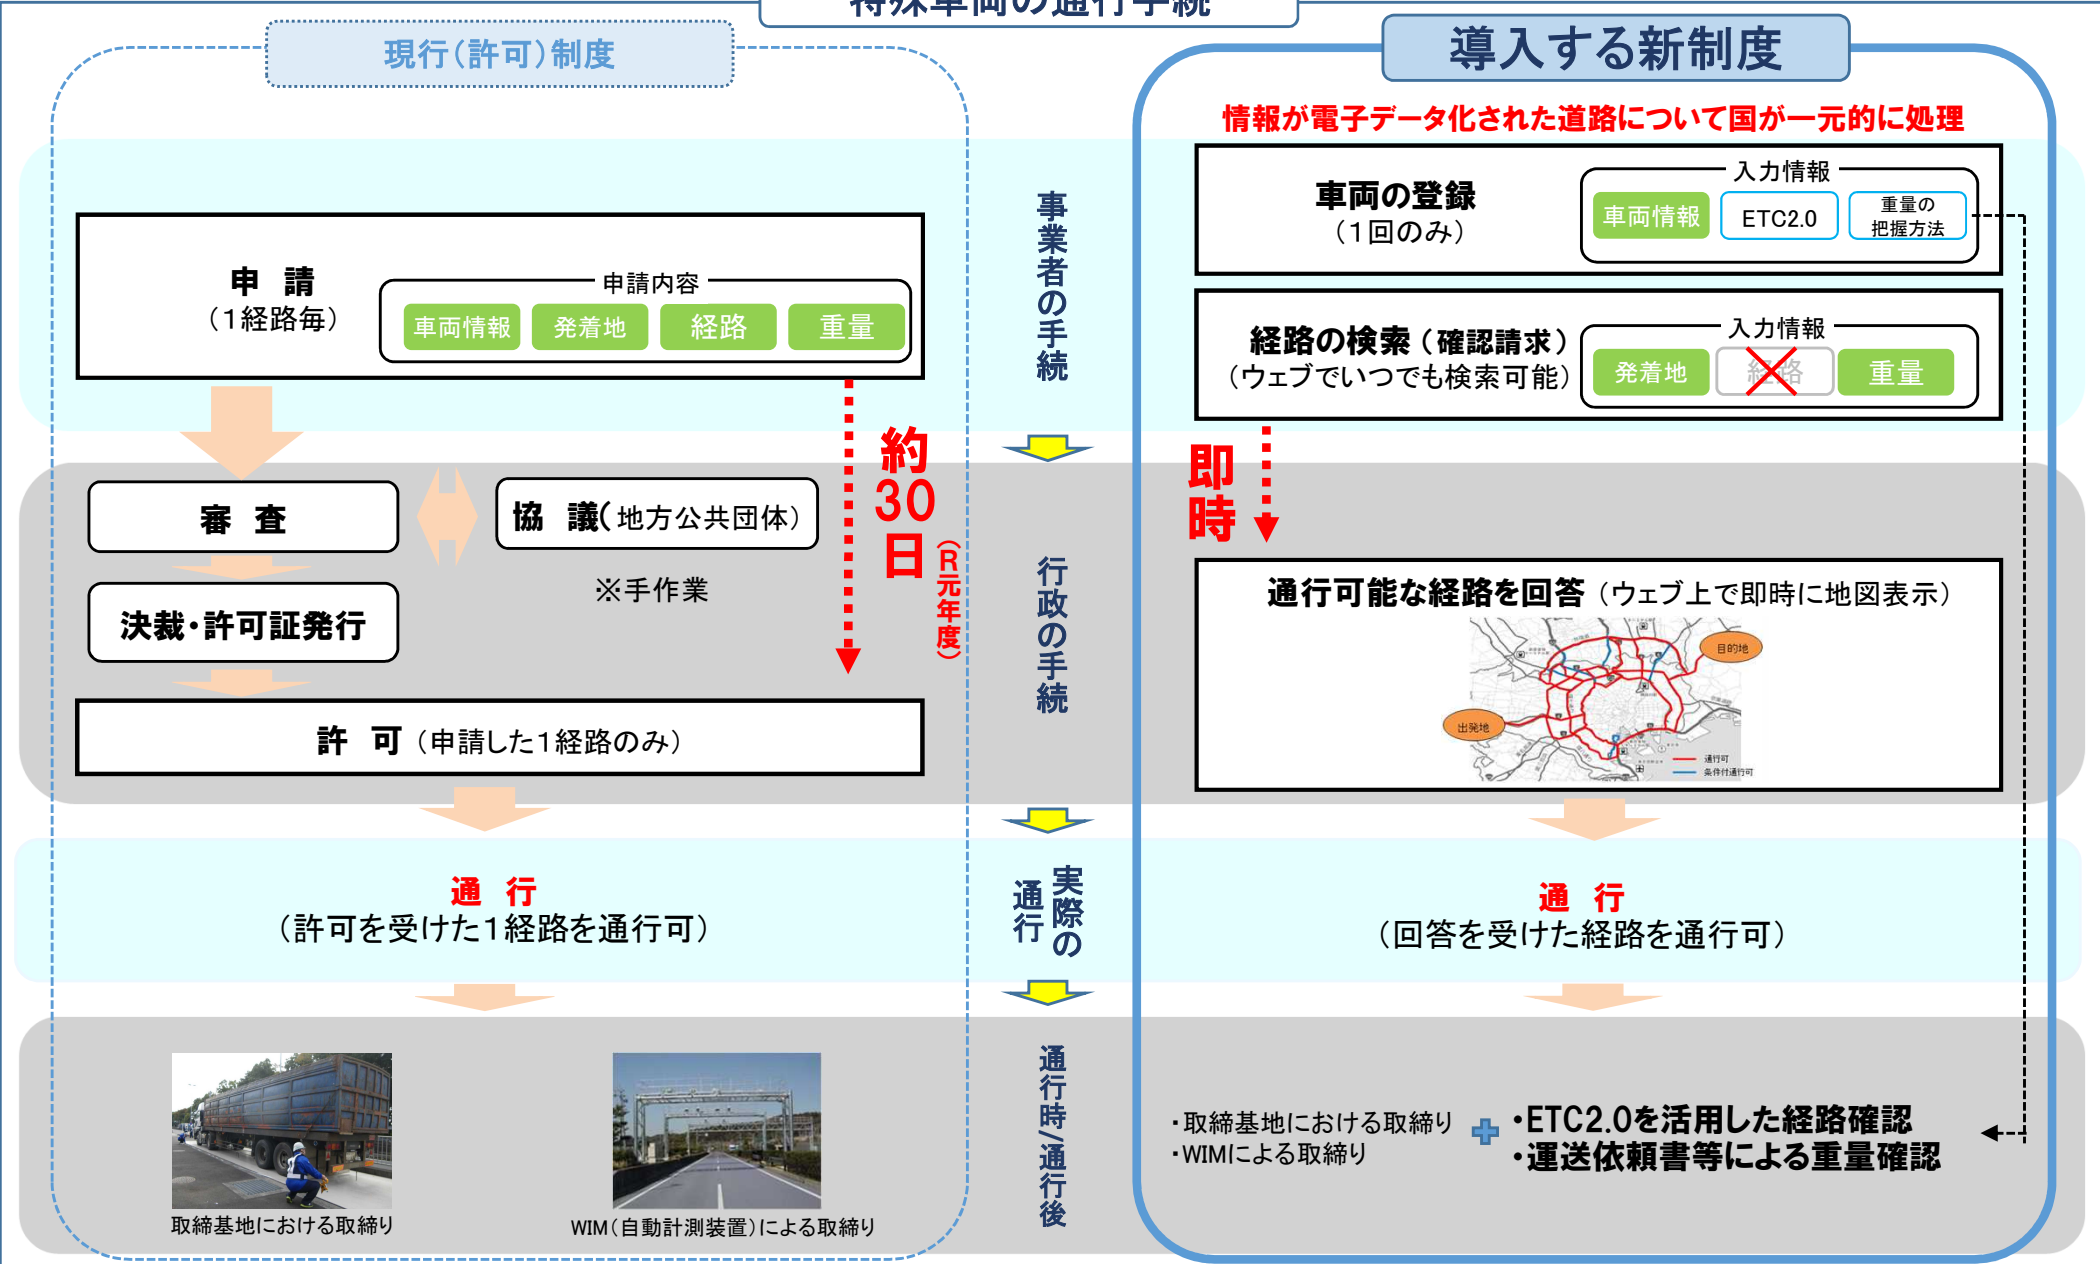 特殊車両の通行手続
現行(許可)制度
申 請
(1経路毎)
申請内容
車両情報 発着地 経路 重量
約30日
(R元年度)
審 査
協 議(地方公共団体)
※手作業
決裁・許可証発行
許 可(申請した1経路のみ)
通 行
(許可を受けた1経路を通行可)
取締基地における取締り
WIM(自動計測装置)による取締り
事業者の手続
行政の手続
実際の
通行
通行時/通行後
導入する新制度
情報が電子データ化された道路について国が一元的に処理
車両の登録
(1回のみ)
入力情報
車両情報 ETC2.0 重量の
把握方法
経路の検索(確認請求)
(ウェブでいつでも検索可能)
入力情報
発着地 経路 重量
即時
通行可能な経路を回答(ウェブ上で即時に地図表示)
目的地
出発地
通行可
条件付通行可
通 行
(回答を受けた経路を通行可)
・取締基地における取締り
・WIMによる取締り
・ETC2.0を活用した経路確認
・運送依頼書等による重量確認